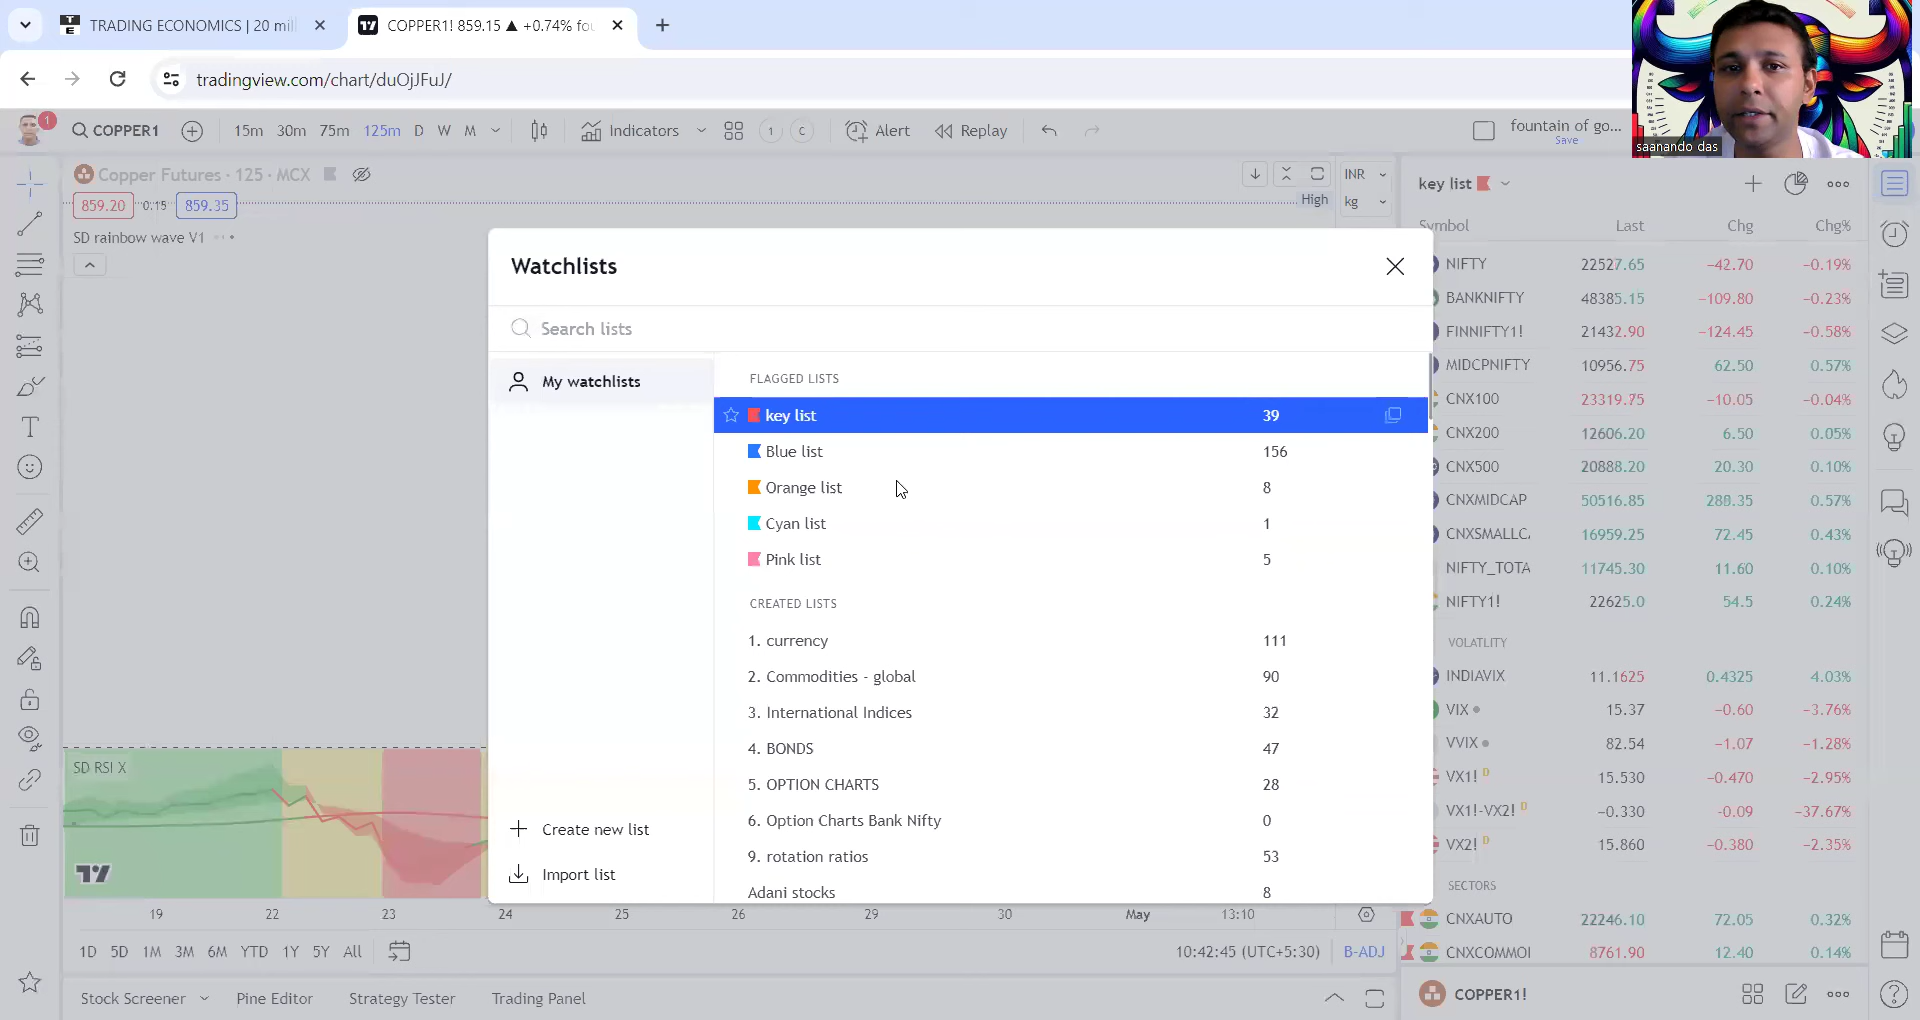 TRADING ECONOMICS | 20 mil
COPPER1! 859.15 ▲ +0.74% fou
tradingview.com/chart/duOjJFuJ/
saanando das
1
COPPER1
15m 30m 75m 125m D W M
Indicators
1 C
Alert
Replay
fountain of go...
Save
Copper Futures · 125 · MCX
859.20 0.15 859.35
SD rainbow wave V1
INR
kg
High
Watchlists
Search lists
My watchlists
FLAGGED LISTS
key list 39
Blue list 156
Orange list 8
Cyan list 1
Pink list 5
CREATED LISTS
1. currency 111
2. Commodities - global 90
3. International Indices 32
4. BONDS 47
5. OPTION CHARTS 28
6. Option Charts Bank Nifty 0
9. rotation ratios 53
Adani stocks 8
Create new list
Import list
key list
Symbol Last Chg Chg%
NIFTY 22527.65 −42.70 −0.19%
BANKNIFTY 48385.15 −109.80 −0.23%
FINNIFTY1! 21432.90 −124.45 −0.58%
MIDCPNIFTY 10956.75 62.50 0.57%
CNX100 23319.75 −10.05 −0.04%
CNX200 12606.20 6.50 0.05%
CNX500 20888.20 20.30 0.10%
CNXMIDCAP 50516.85 288.35 0.57%
CNXSMALLC. 16959.25 72.45 0.43%
NIFTY_TOTA 11745.30 11.60 0.10%
NIFTY1! 22625.0 54.5 0.24%
VOLATLITY
INDIAVIX 11.1625 0.4325 4.03%
VIX 15.37 −0.60 −3.76%
VVIX 82.54 −1.07 −1.28%
VX1! D 15.530 −0.470 −2.95%
VX1!-VX2! D −0.330 −0.09 −37.67%
VX2! D 15.860 −0.380 −2.35%
SECTORS
CNXAUTO 22246.10 72.05 0.32%
CNXCOMMOI 8761.90 12.40 0.14%
COPPER1!
SD RSI X
19 22 23 24 25 26 29 30 May 13:10
1D 5D 1M 3M 6M YTD 1Y 5Y All
10:42:45 (UTC+5:30) B-ADJ
Stock Screener Pine Editor Strategy Tester Trading Panel